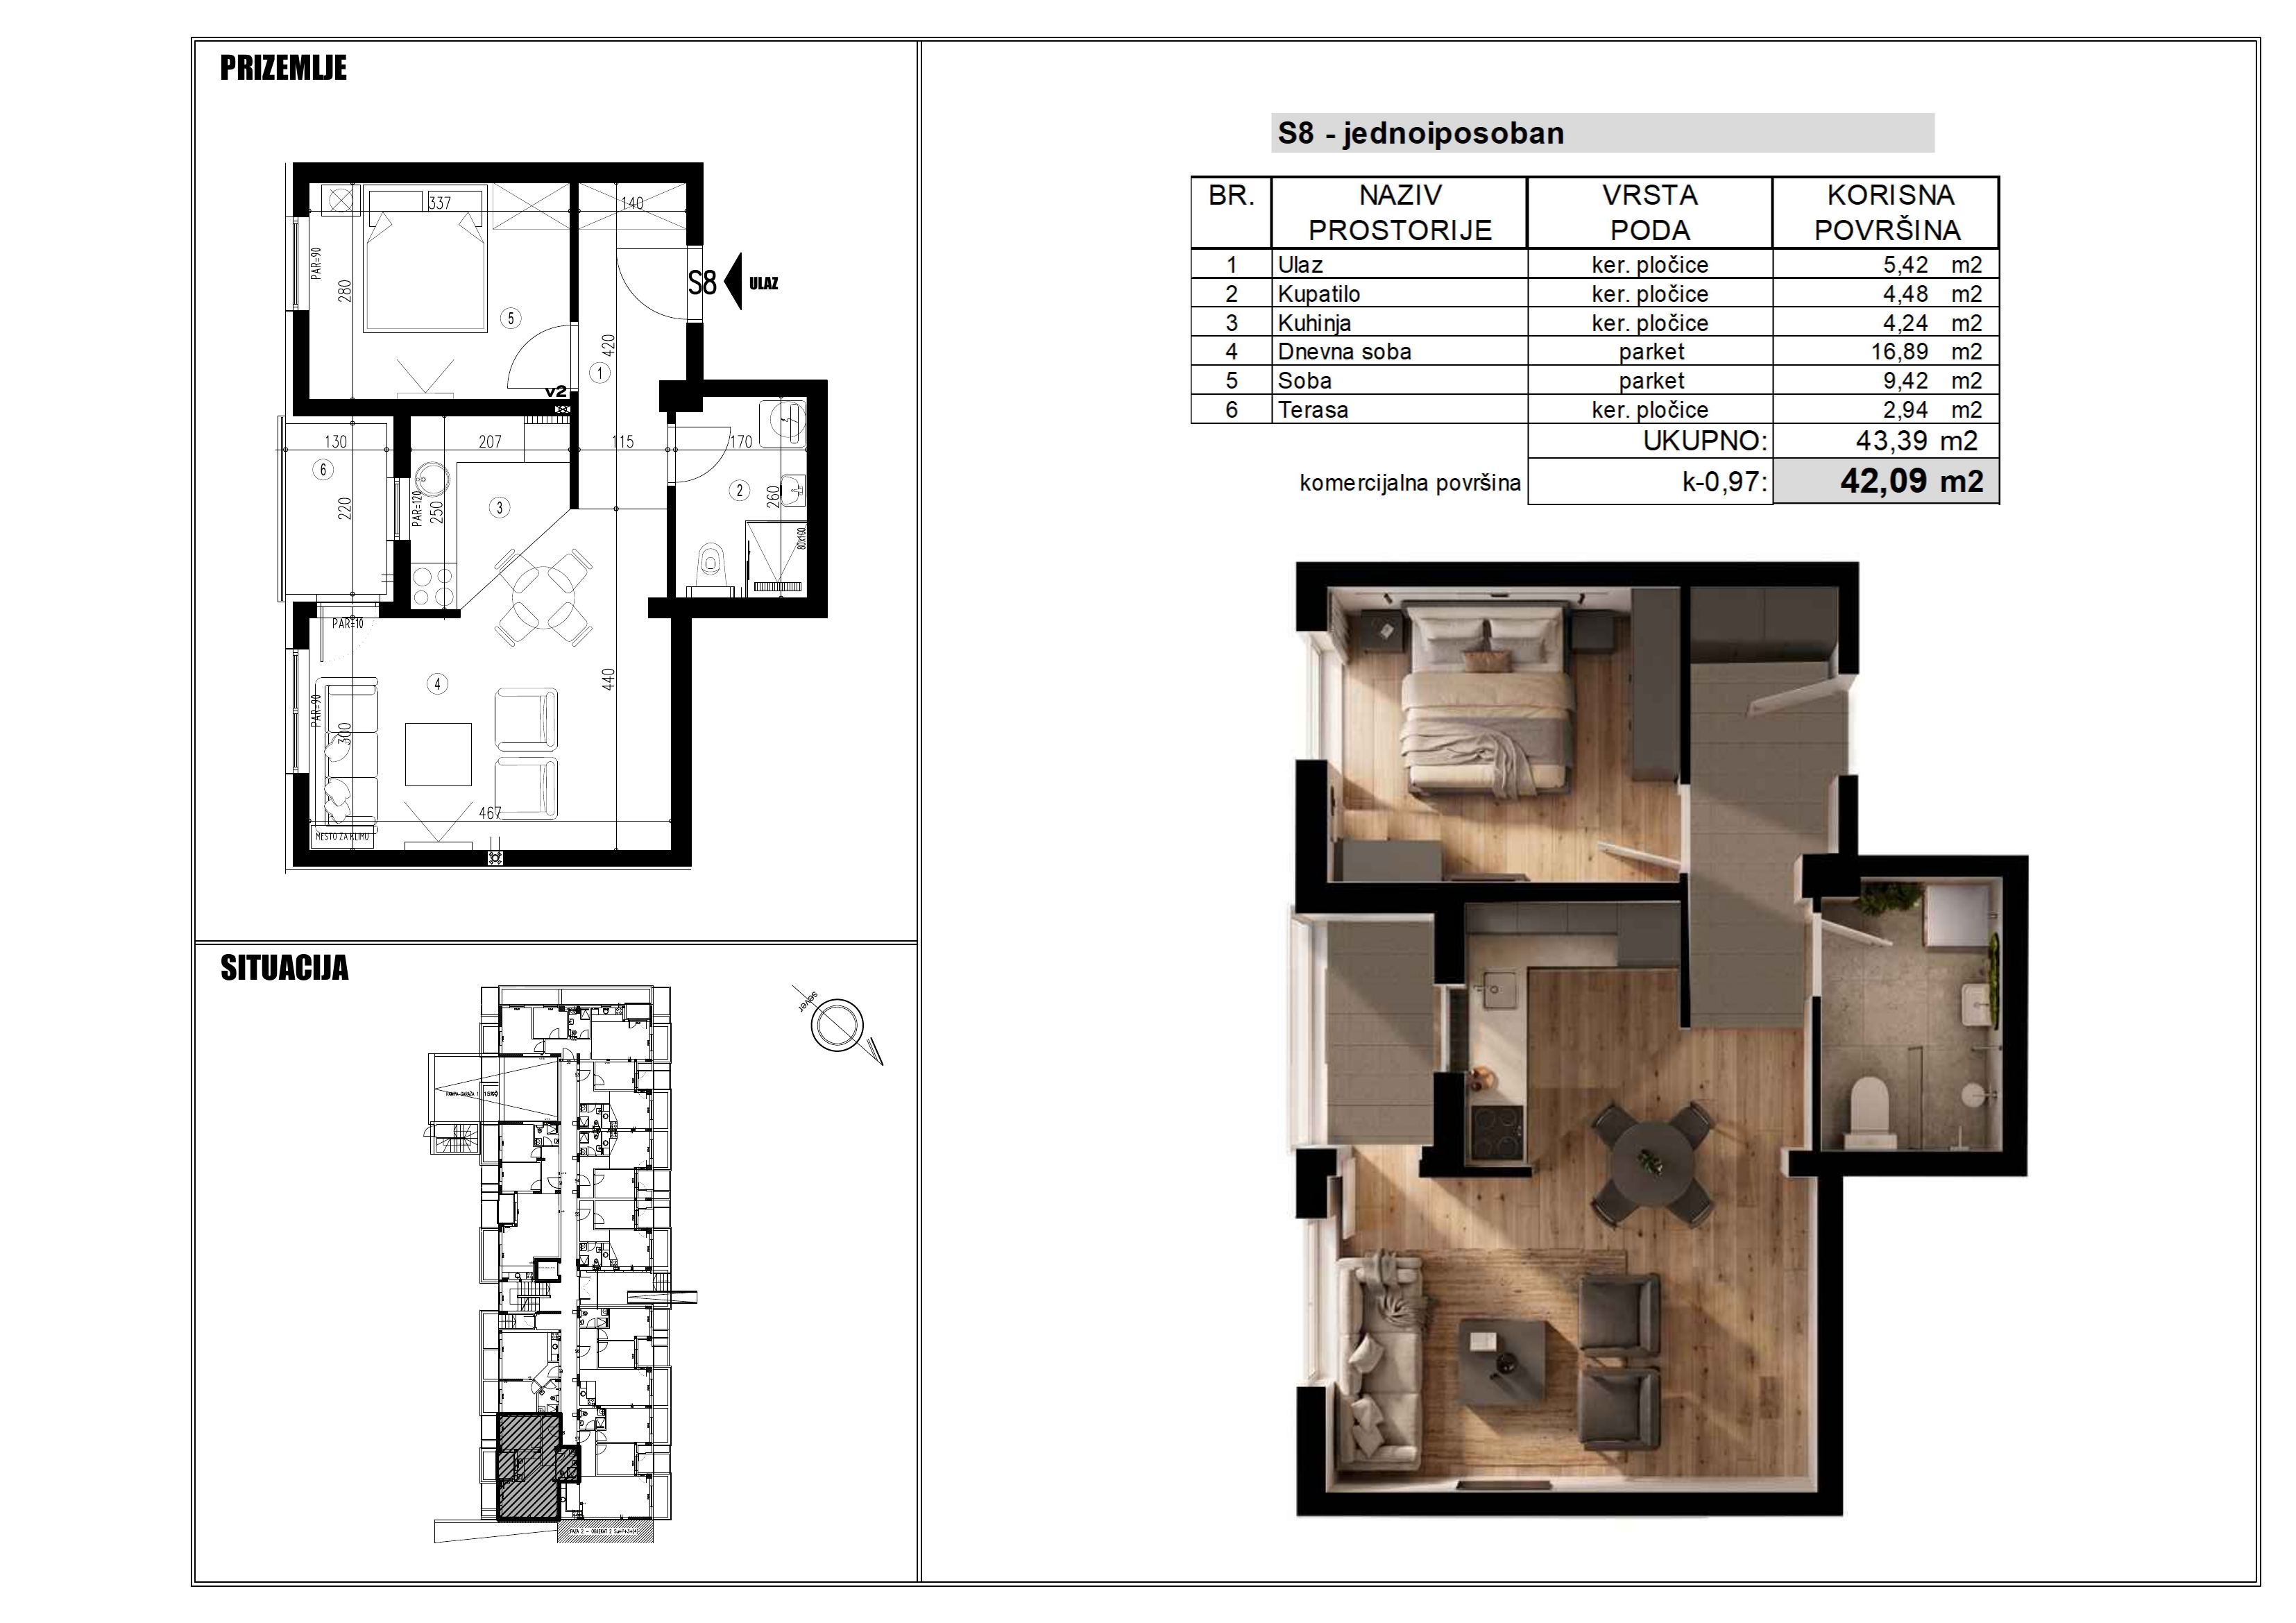 PRIZEMLJE
337
140
PAR=90
280
S8
ULAZ
5
420
1
v2
130
207
115
170
6
2
PAR=120
250
3
220
260
80x160
PAR=10
4
440
PAR=90
300
467
MESTO ZA KLIMU
SITUACIJA
sever
S8 - jednoiposoban
BR. NAZIV PROSTORIJE VRSTA PODA KORISNA POVRŠINA
1 Ulaz ker. pločice 5,42 m2
2 Kupatilo ker. pločice 4,48 m2
3 Kuhinja ker. pločice 4,24 m2
4 Dnevna soba parket 16,89 m2
5 Soba parket 9,42 m2
6 Terasa ker. pločice 2,94 m2
UKUPNO: 43,39 m2
komercijalna površina k-0,97: 42,09 m2